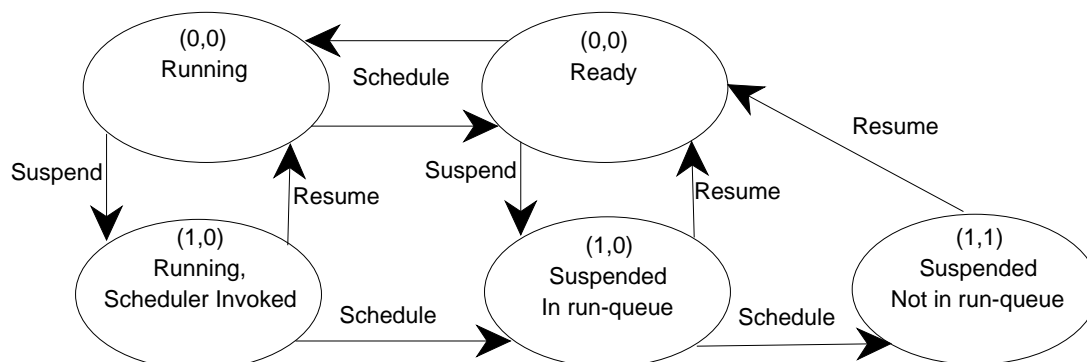 (0,0)
Running
Schedule
(0,0)
Ready
Suspend
Resume
Suspend
Resume
Resume
(1,0)
Running,
Scheduler Invoked
Schedule
(1,0)
Suspended
In run-queue
Schedule
(1,1)
Suspended
Not in run-queue